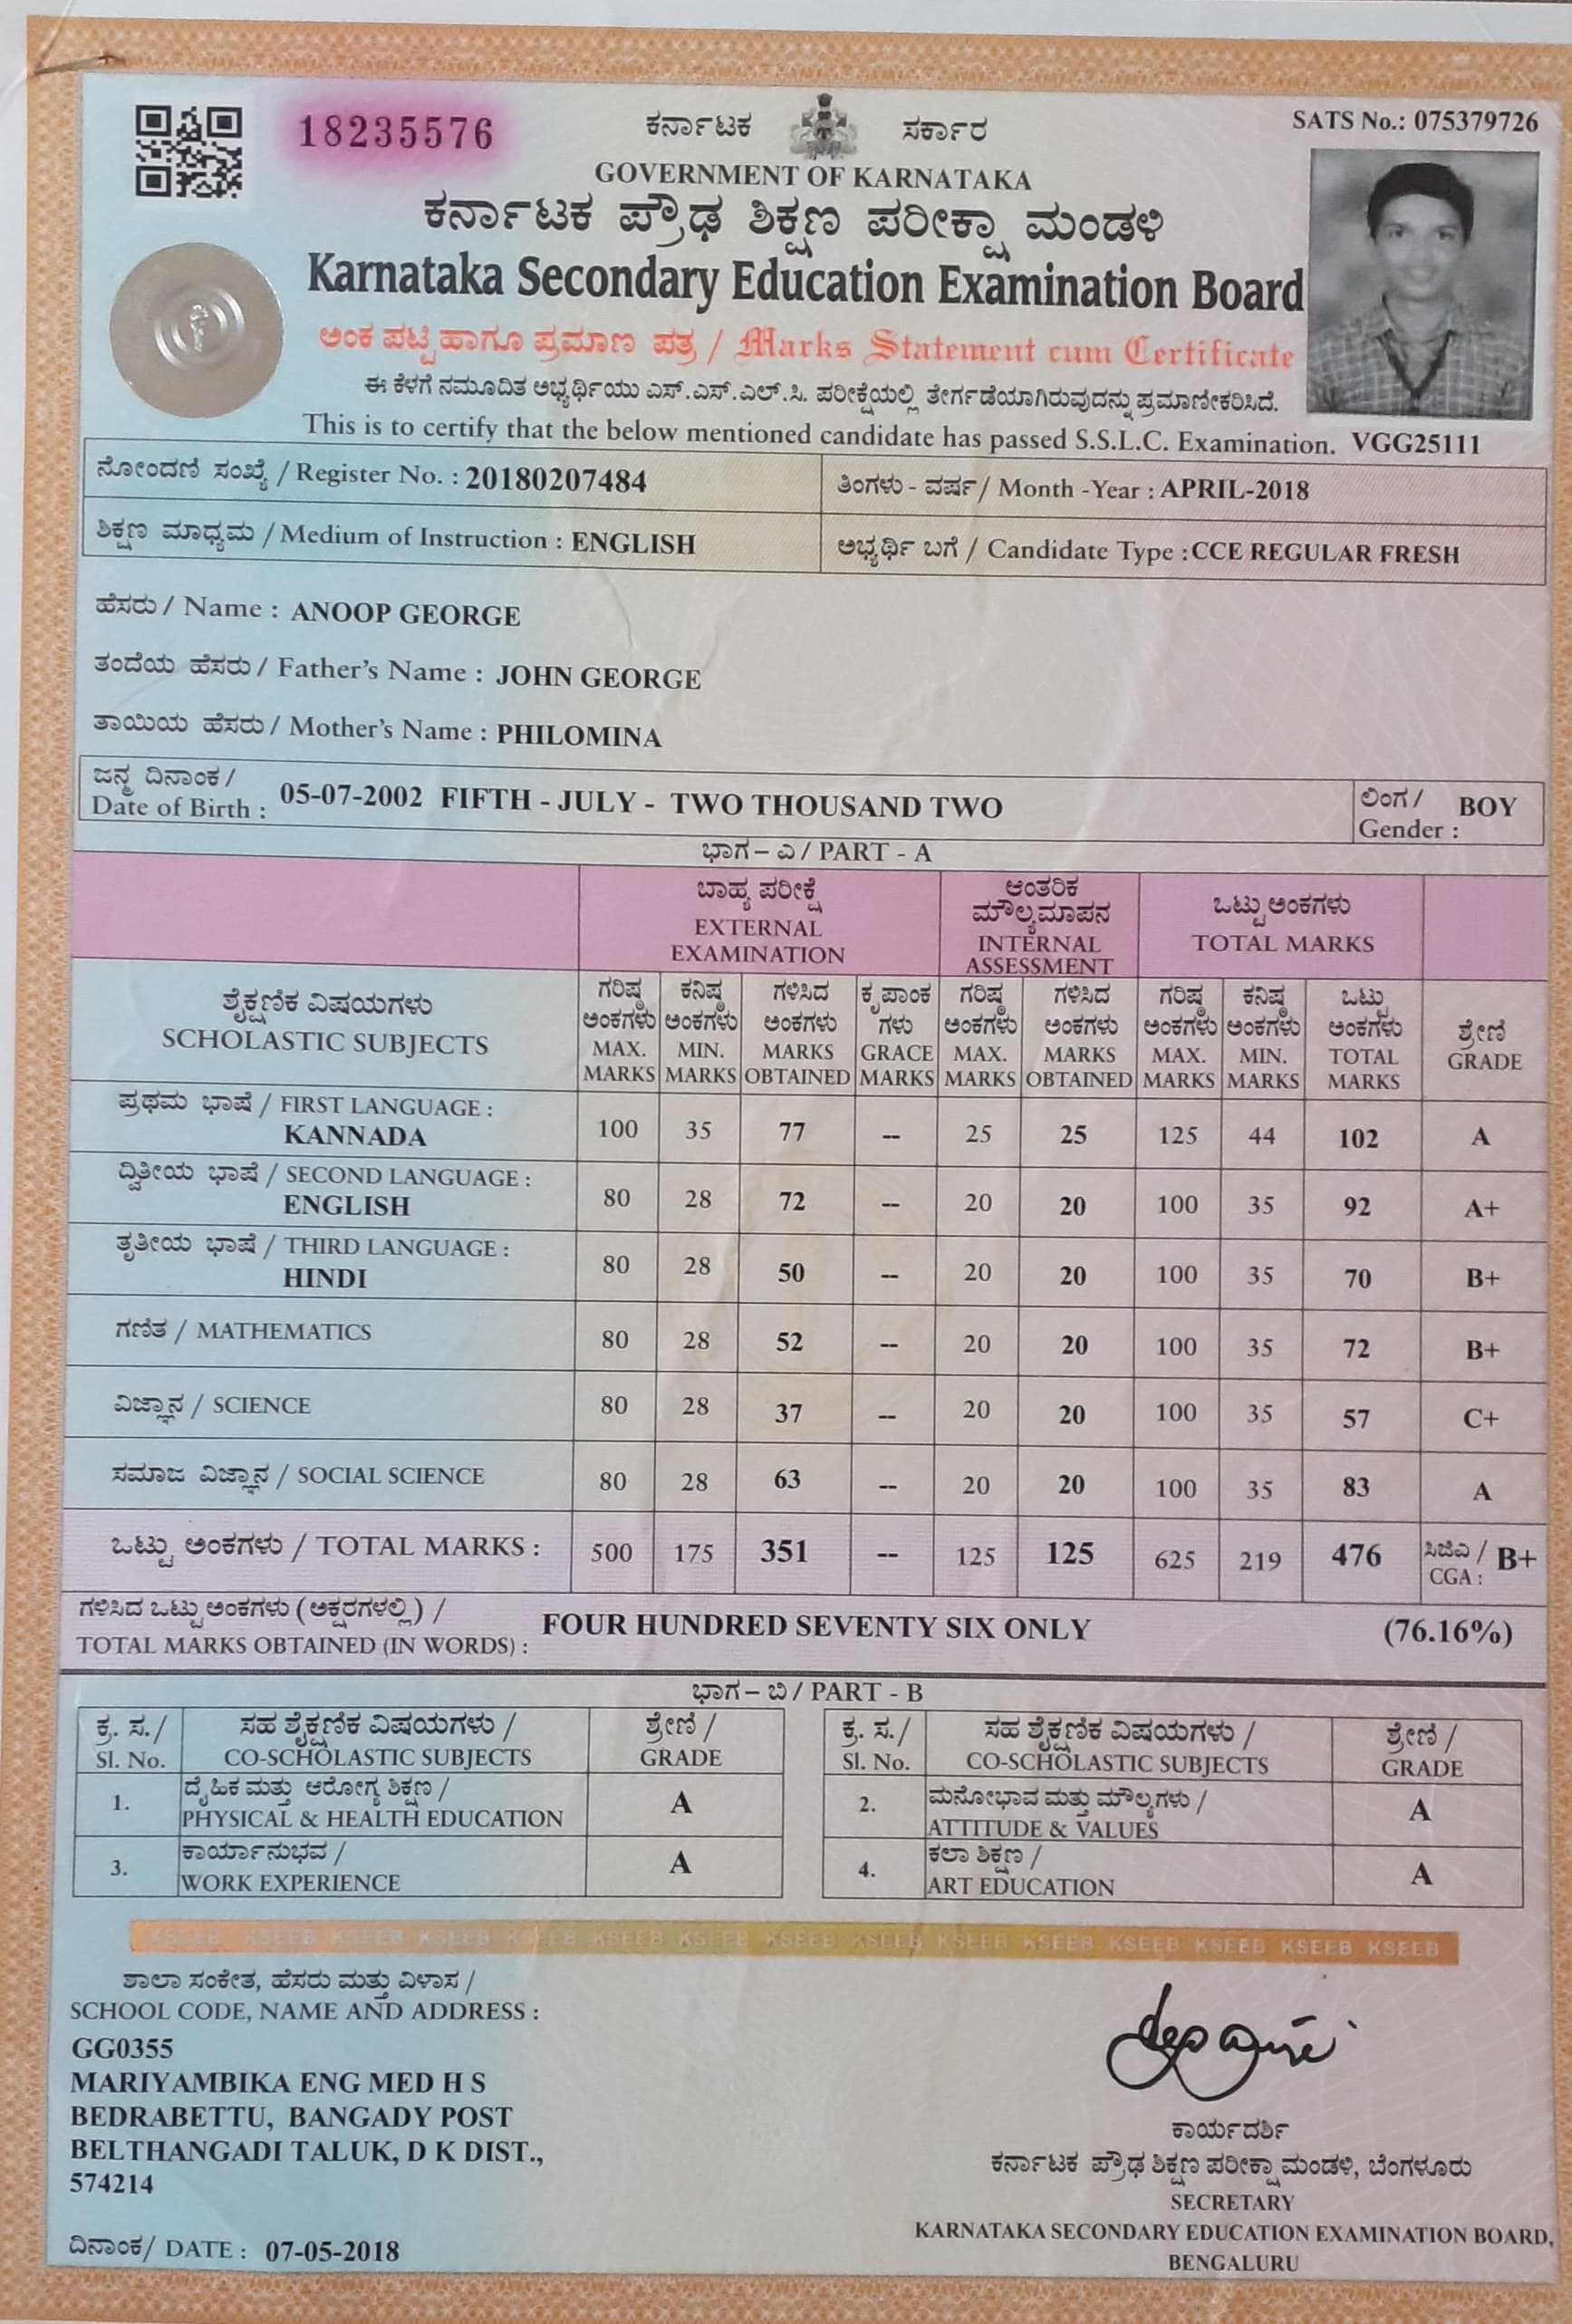 18235576
ಕರ್ನಾಟಕ ಸರ್ಕಾರ
SATS No.: 075379726
GOVERNMENT OF KARNATAKA
ಕರ್ನಾಟಕ ಪ್ರೌಢ ಶಿಕ್ಷಣ ಪರೀಕ್ಷಾ ಮಂಡಳಿ
Karnataka Secondary Education Examination Board
ಅಂಕ ಪಟ್ಟಿ ಹಾಗೂ ಪ್ರಮಾಣ ಪತ್ರ / Marks Statement cum Certificate
ಈ ಕೆಳಗೆ ನಮೂದಿತ ಅಭ್ಯರ್ಥಿಯು ಎಸ್.ಎಸ್.ಎಲ್.ಸಿ. ಪರೀಕ್ಷೆಯಲ್ಲಿ ತೇರ್ಗಡೆಯಾಗಿರುವುದನ್ನು ಪ್ರಮಾಣೀಕರಿಸಿದೆ.
This is to certify that the below mentioned candidate has passed S.S.L.C. Examination. VGG25111
ನೋಂದಣಿ ಸಂಖ್ಯೆ / Register No. : 20180207484
ತಿಂಗಳು - ವರ್ಷ / Month -Year : APRIL-2018
ಶಿಕ್ಷಣ ಮಾಧ್ಯಮ / Medium of Instruction : ENGLISH
ಅಭ್ಯರ್ಥಿ ಬಗೆ / Candidate Type : CCE REGULAR FRESH
ಹೆಸರು / Name : ANOOP GEORGE
ತಂದೆಯ ಹೆಸರು / Father's Name : JOHN GEORGE
ತಾಯಿಯ ಹೆಸರು / Mother's Name : PHILOMINA
ಜನ್ಮ ದಿನಾಂಕ /
Date of Birth : 05-07-2002 FIFTH - JULY - TWO THOUSAND TWO
ಲಿಂಗ / BOY
Gender :
ಭಾಗ – ಎ / PART - A
ಬಾಹ್ಯ ಪರೀಕ್ಷೆ
EXTERNAL
EXAMINATION
ಆಂತರಿಕ
ಮೌಲ್ಯಮಾಪನ
INTERNAL
ASSESSMENT
ಒಟ್ಟು ಅಂಕಗಳು
TOTAL MARKS
ಶೈಕ್ಷಣಿಕ ವಿಷಯಗಳು
SCHOLASTIC SUBJECTS
ಗರಿಷ್ಠ ಅಂಕಗಳು MAX. MARKS
ಕನಿಷ್ಠ ಅಂಕಗಳು MIN. MARKS
ಗಳಿಸಿದ ಅಂಕಗಳು MARKS OBTAINED
ಕೃಪಾಂಕ ಗಳು GRACE MARKS
ಗರಿಷ್ಠ ಅಂಕಗಳು MAX. MARKS
ಗಳಿಸಿದ ಅಂಕಗಳು MARKS OBTAINED
ಗರಿಷ್ಠ ಅಂಕಗಳು MAX. MARKS
ಕನಿಷ್ಠ ಅಂಕಗಳು MIN. MARKS
ಒಟ್ಟು ಅಂಕಗಳು TOTAL MARKS
ಶ್ರೇಣಿ GRADE
ಪ್ರಥಮ ಭಾಷೆ / FIRST LANGUAGE :
KANNADA 100 35 77 -- 25 25 125 44 102 A
ದ್ವಿತೀಯ ಭಾಷೆ / SECOND LANGUAGE :
ENGLISH 80 28 72 -- 20 20 100 35 92 A+
ತೃತೀಯ ಭಾಷೆ / THIRD LANGUAGE :
HINDI 80 28 50 -- 20 20 100 35 70 B+
ಗಣಿತ / MATHEMATICS 80 28 52 -- 20 20 100 35 72 B+
ವಿಜ್ಞಾನ / SCIENCE 80 28 37 -- 20 20 100 35 57 C+
ಸಮಾಜ ವಿಜ್ಞಾನ / SOCIAL SCIENCE 80 28 63 -- 20 20 100 35 83 A
ಒಟ್ಟು ಅಂಕಗಳು / TOTAL MARKS : 500 175 351 -- 125 125 625 219 476 ಸಿಜಿಎ / CGA : B+
ಗಳಿಸಿದ ಒಟ್ಟು ಅಂಕಗಳು (ಅಕ್ಷರಗಳಲ್ಲಿ) /
TOTAL MARKS OBTAINED (IN WORDS) : FOUR HUNDRED SEVENTY SIX ONLY (76.16%)
ಭಾಗ – ಬಿ / PART - B
ಕ್ರ. ಸ. / ಸಹ ಶೈಕ್ಷಣಿಕ ವಿಷಯಗಳು / ಶ್ರೇಣಿ / ಕ್ರ. ಸ. / ಸಹ ಶೈಕ್ಷಣಿಕ ವಿಷಯಗಳು / ಶ್ರೇಣಿ /
Sl. No. CO-SCHOLASTIC SUBJECTS GRADE Sl. No. CO-SCHOLASTIC SUBJECTS GRADE
1. ದೈಹಿಕ ಮತ್ತು ಆರೋಗ್ಯ ಶಿಕ್ಷಣ / PHYSICAL & HEALTH EDUCATION A
2. ಮನೋಭಾವ ಮತ್ತು ಮೌಲ್ಯಗಳು / ATTITUDE & VALUES A
3. ಕಾರ್ಯಾನುಭವ / WORK EXPERIENCE A
4. ಕಲಾ ಶಿಕ್ಷಣ / ART EDUCATION A
KSEEB KSEEB KSEEB KSEEB KSEEB KSEEB KSEEB KSEEB KSEEB KSEEB KSEEB KSEEB KSEEB KSEEB KSEEB
ಶಾಲಾ ಸಂಕೇತ, ಹೆಸರು ಮತ್ತು ವಿಳಾಸ /
SCHOOL CODE, NAME AND ADDRESS :
GG0355
MARIYAMBIKA ENG MED H S
BEDRABETTU, BANGADY POST
BELTHANGADI TALUK, D K DIST.,
574214
ದಿನಾಂಕ/ DATE : 07-05-2018
ಕಾರ್ಯದರ್ಶಿ
ಕರ್ನಾಟಕ ಪ್ರೌಢ ಶಿಕ್ಷಣ ಪರೀಕ್ಷಾ ಮಂಡಳಿ, ಬೆಂಗಳೂರು
SECRETARY
KARNATAKA SECONDARY EDUCATION EXAMINATION BOARD,
BENGALURU